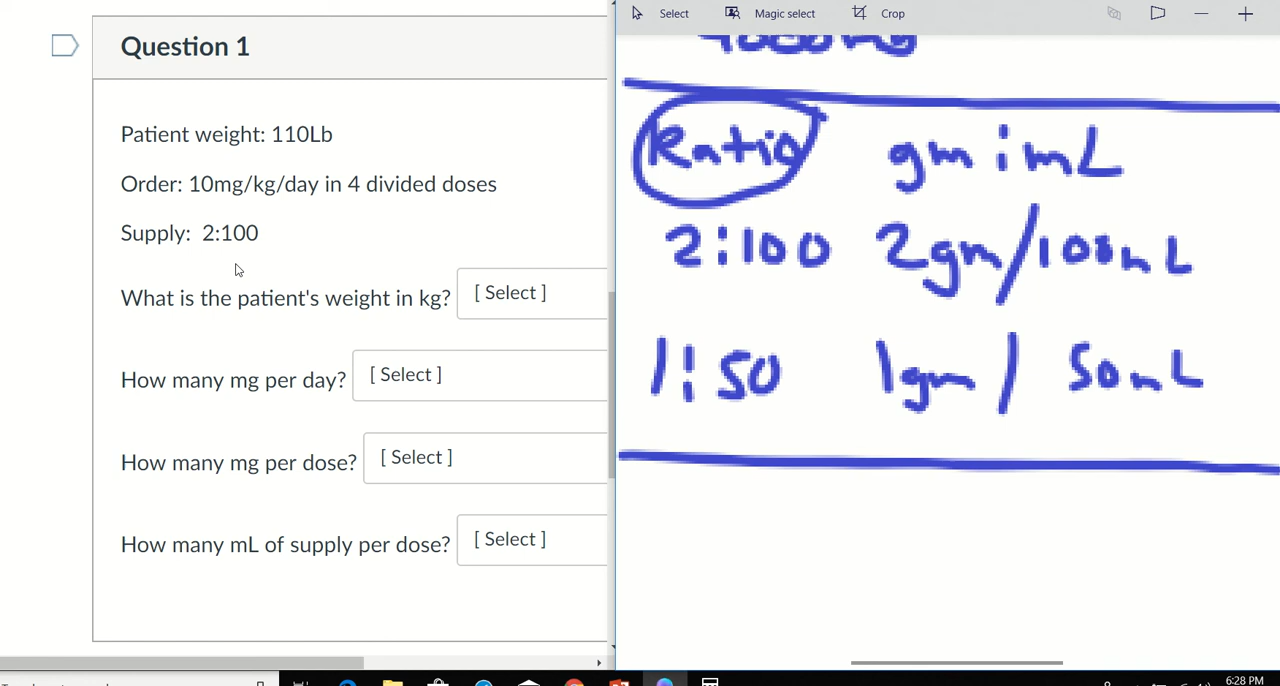 Question 1
Patient weight: 110Lb
Order: 10mg/kg/day in 4 divided doses
Supply: 2:100
What is the patient's weight in kg? [ Select ]
How many mg per day? [ Select ]
How many mg per dose? [ Select ]
How many mL of supply per dose? [ Select ]
Select Magic select Crop
Ratio gm:mL
2:100 2gm/100mL
1:50 1gm/50mL
6:28 PM